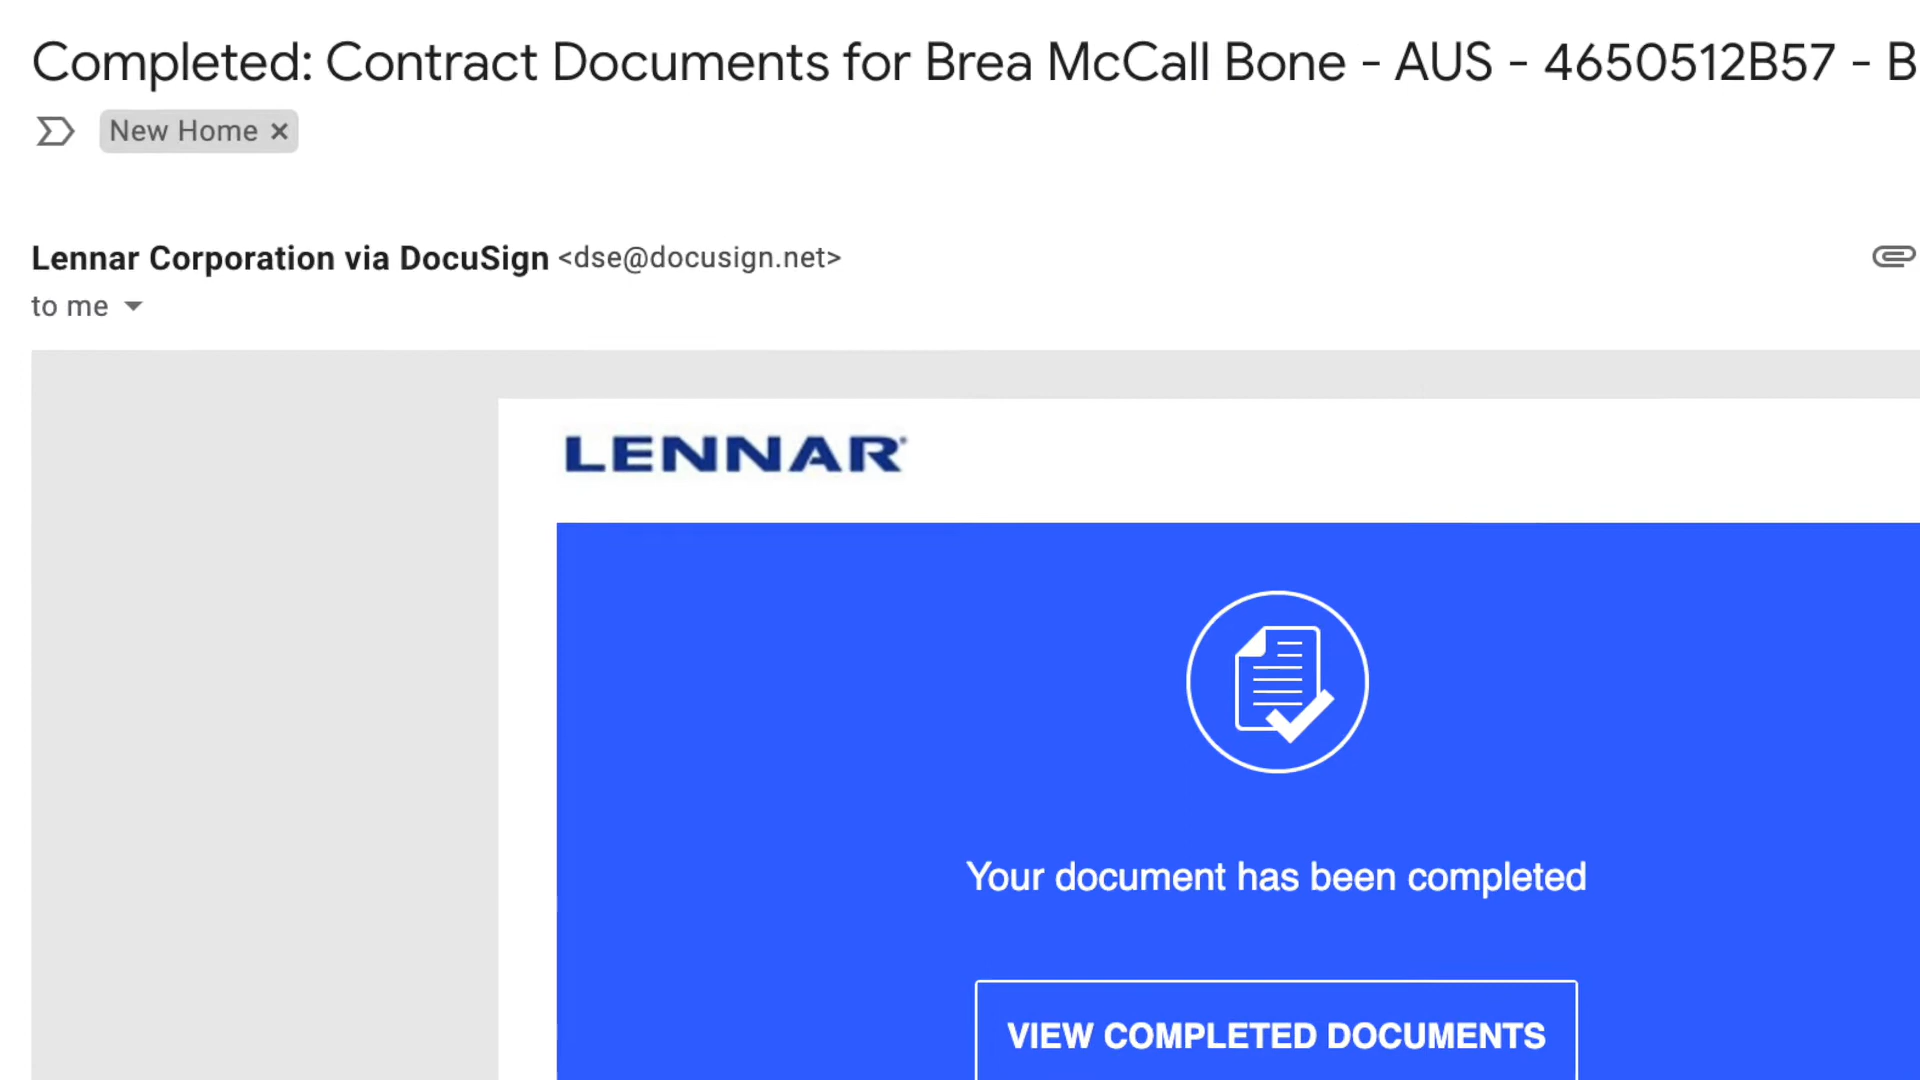 Completed: Contract Documents for Brea McCall Bone - AUS - 4650512B57 - B
New Home ×
Lennar Corporation via DocuSign <dse@docusign.net>
to me
LENNAR
Your document has been completed
VIEW COMPLETED DOCUMENTS